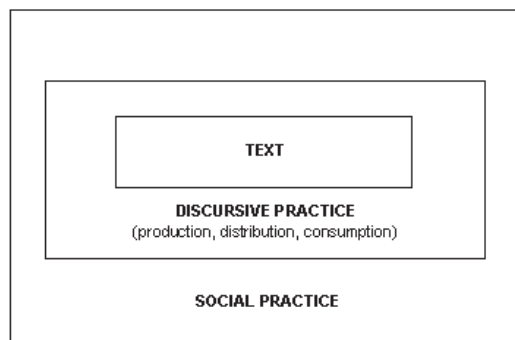 TEXT
DISCURSIVE PRACTICE
(production, distribution, consumption)
SOCIAL PRACTICE